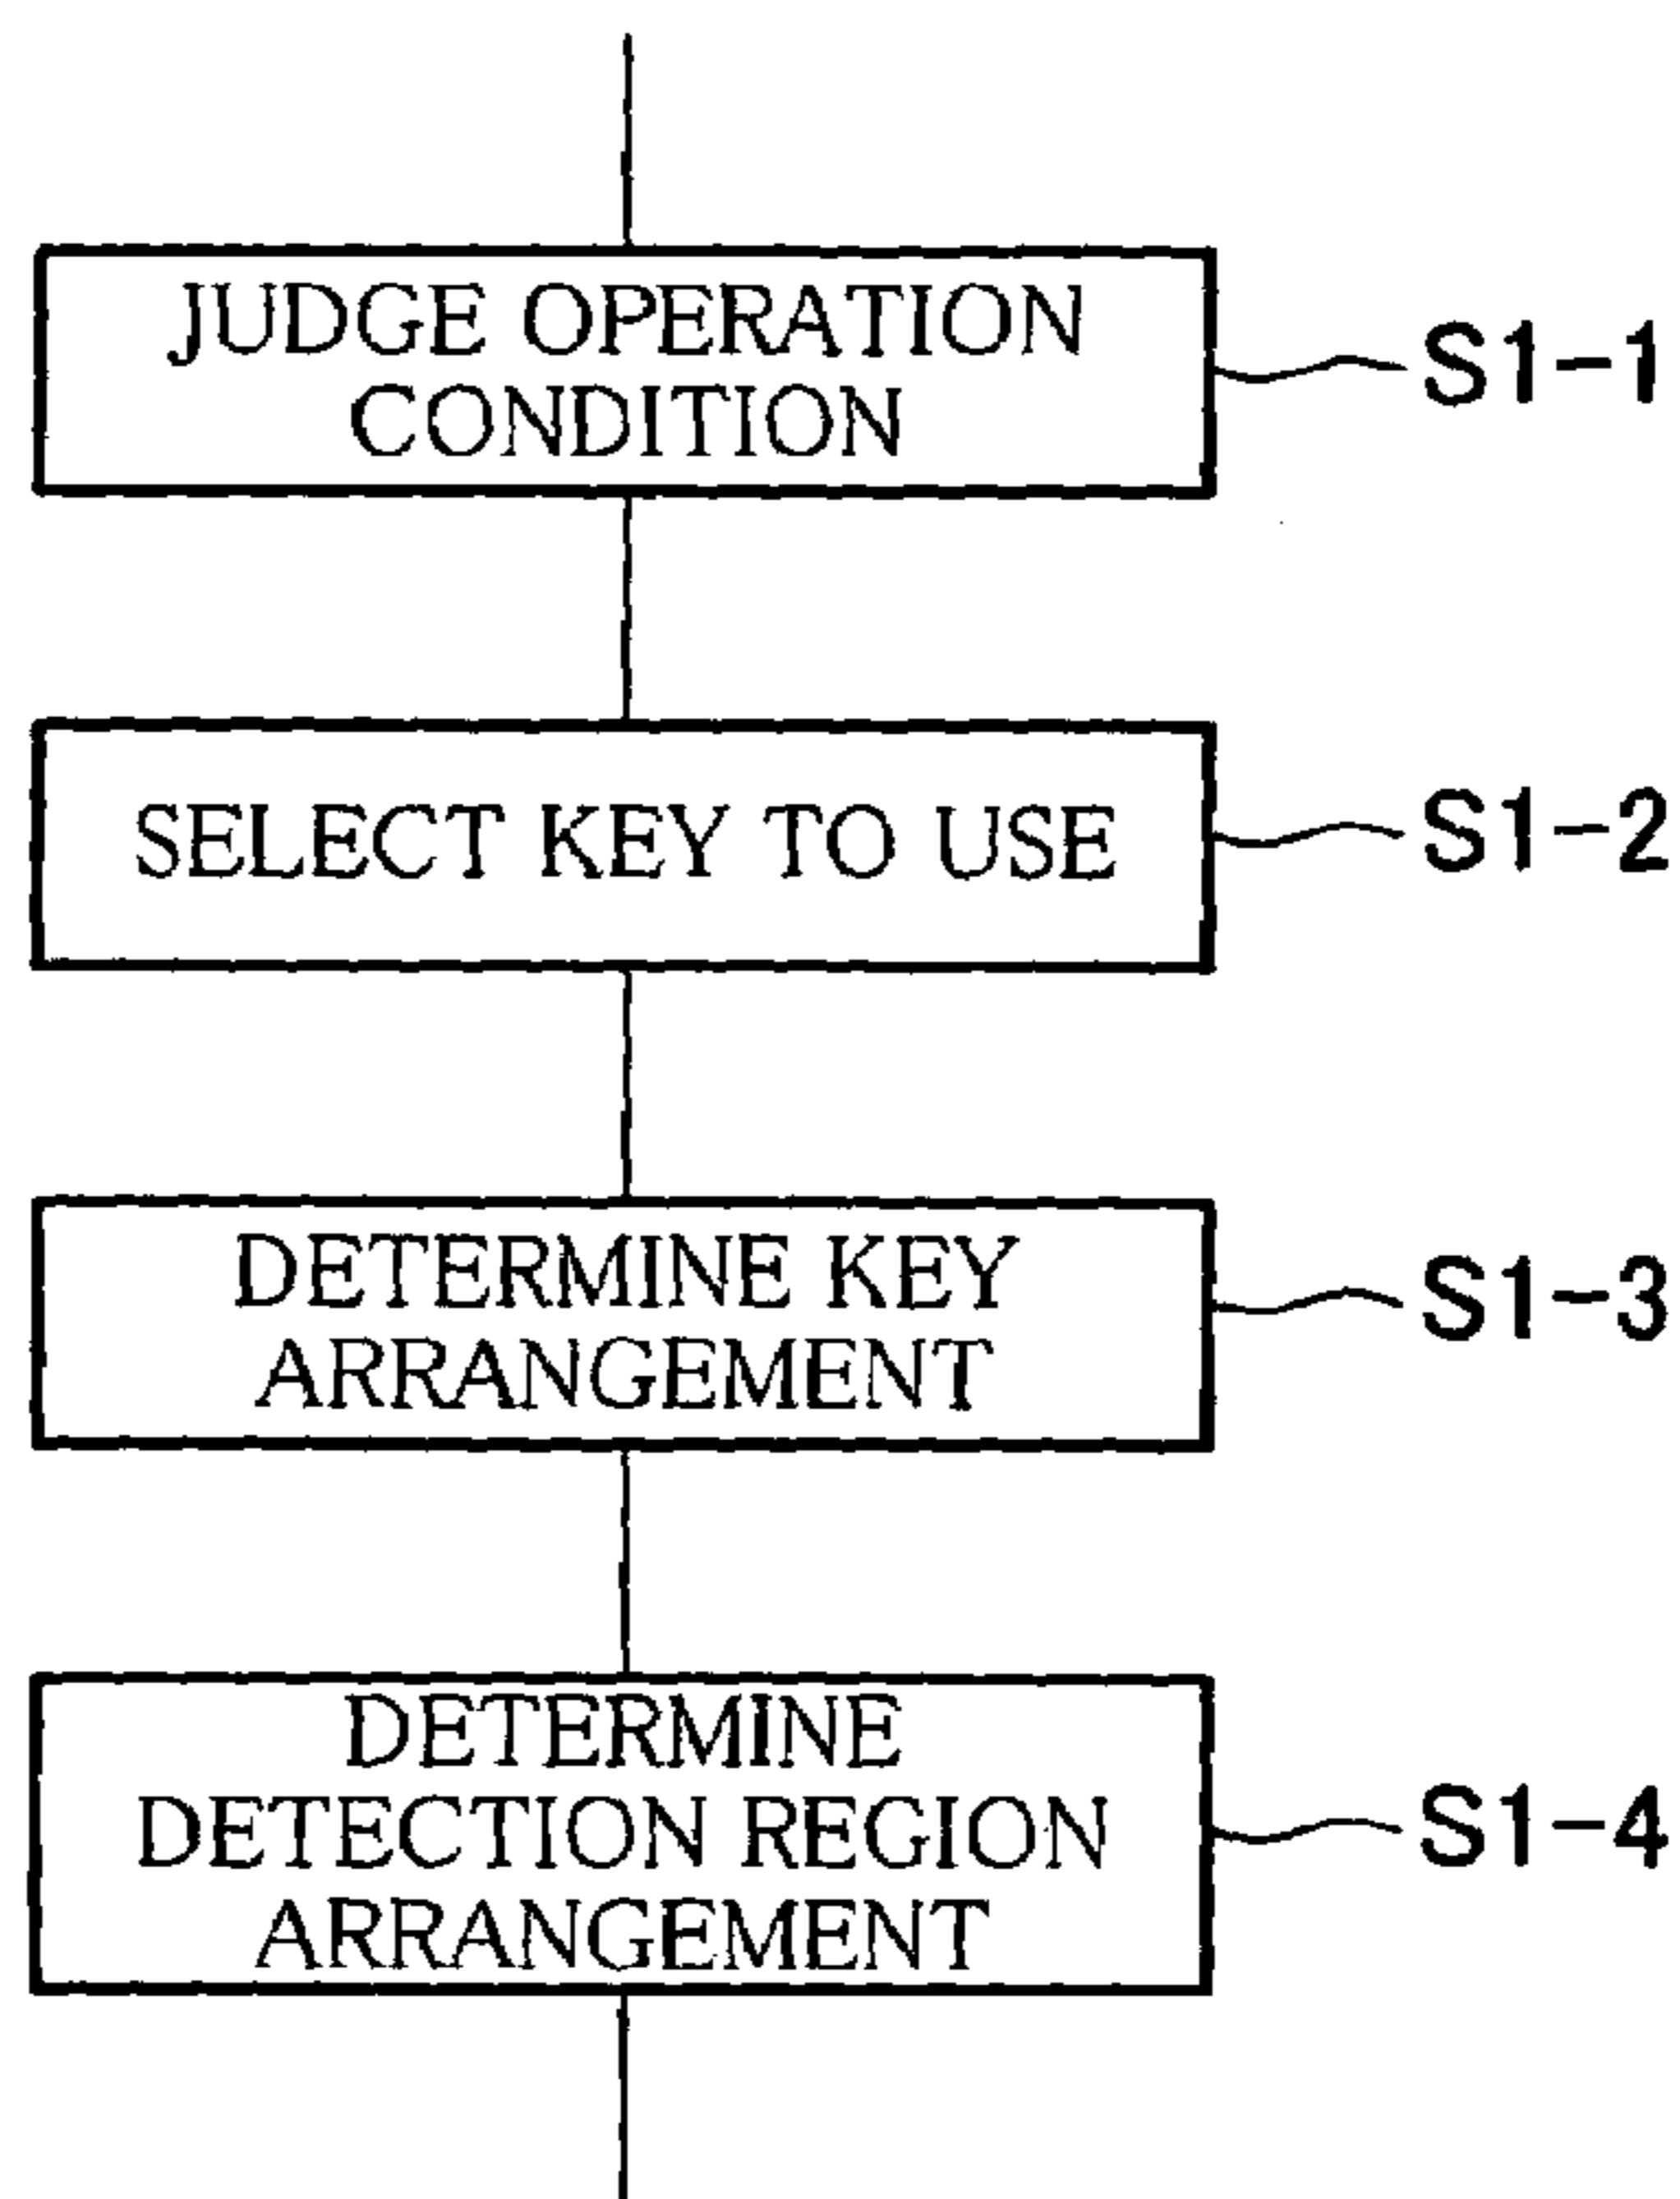 JUDGE OPERATION
CONDITION
S1-1
SELECT KEY TO USE
S1-2
DETERMINE KEY
ARRANGEMENT
S1-3
DETERMINE
DETECTION REGION
ARRANGEMENT
S1-4